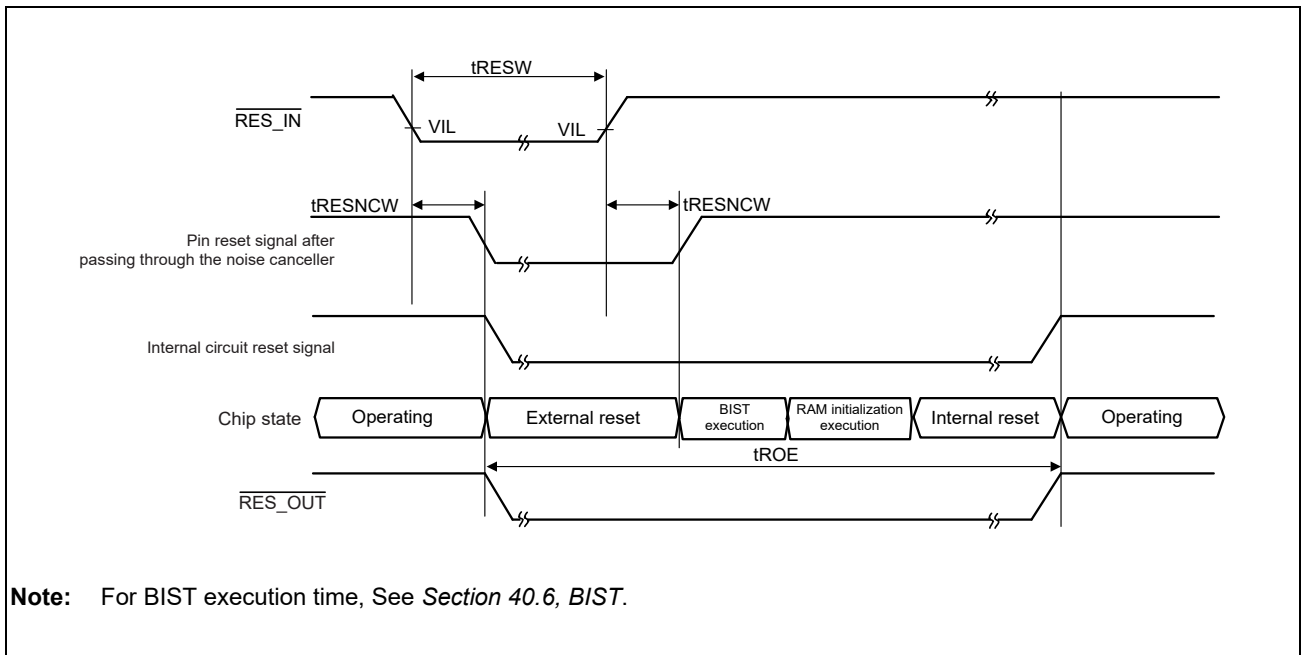 tRESW
RES_IN
VIL
VIL
tRESNCW
tRESNCW
Pin reset signal after
passing through the noise canceller
Internal circuit reset signal
Chip state
Operating
External reset
BIST
execution
RAM initialization
execution
Internal reset
Operating
tROE
RES_OUT
Note: For BIST execution time, See Section 40.6, BIST.